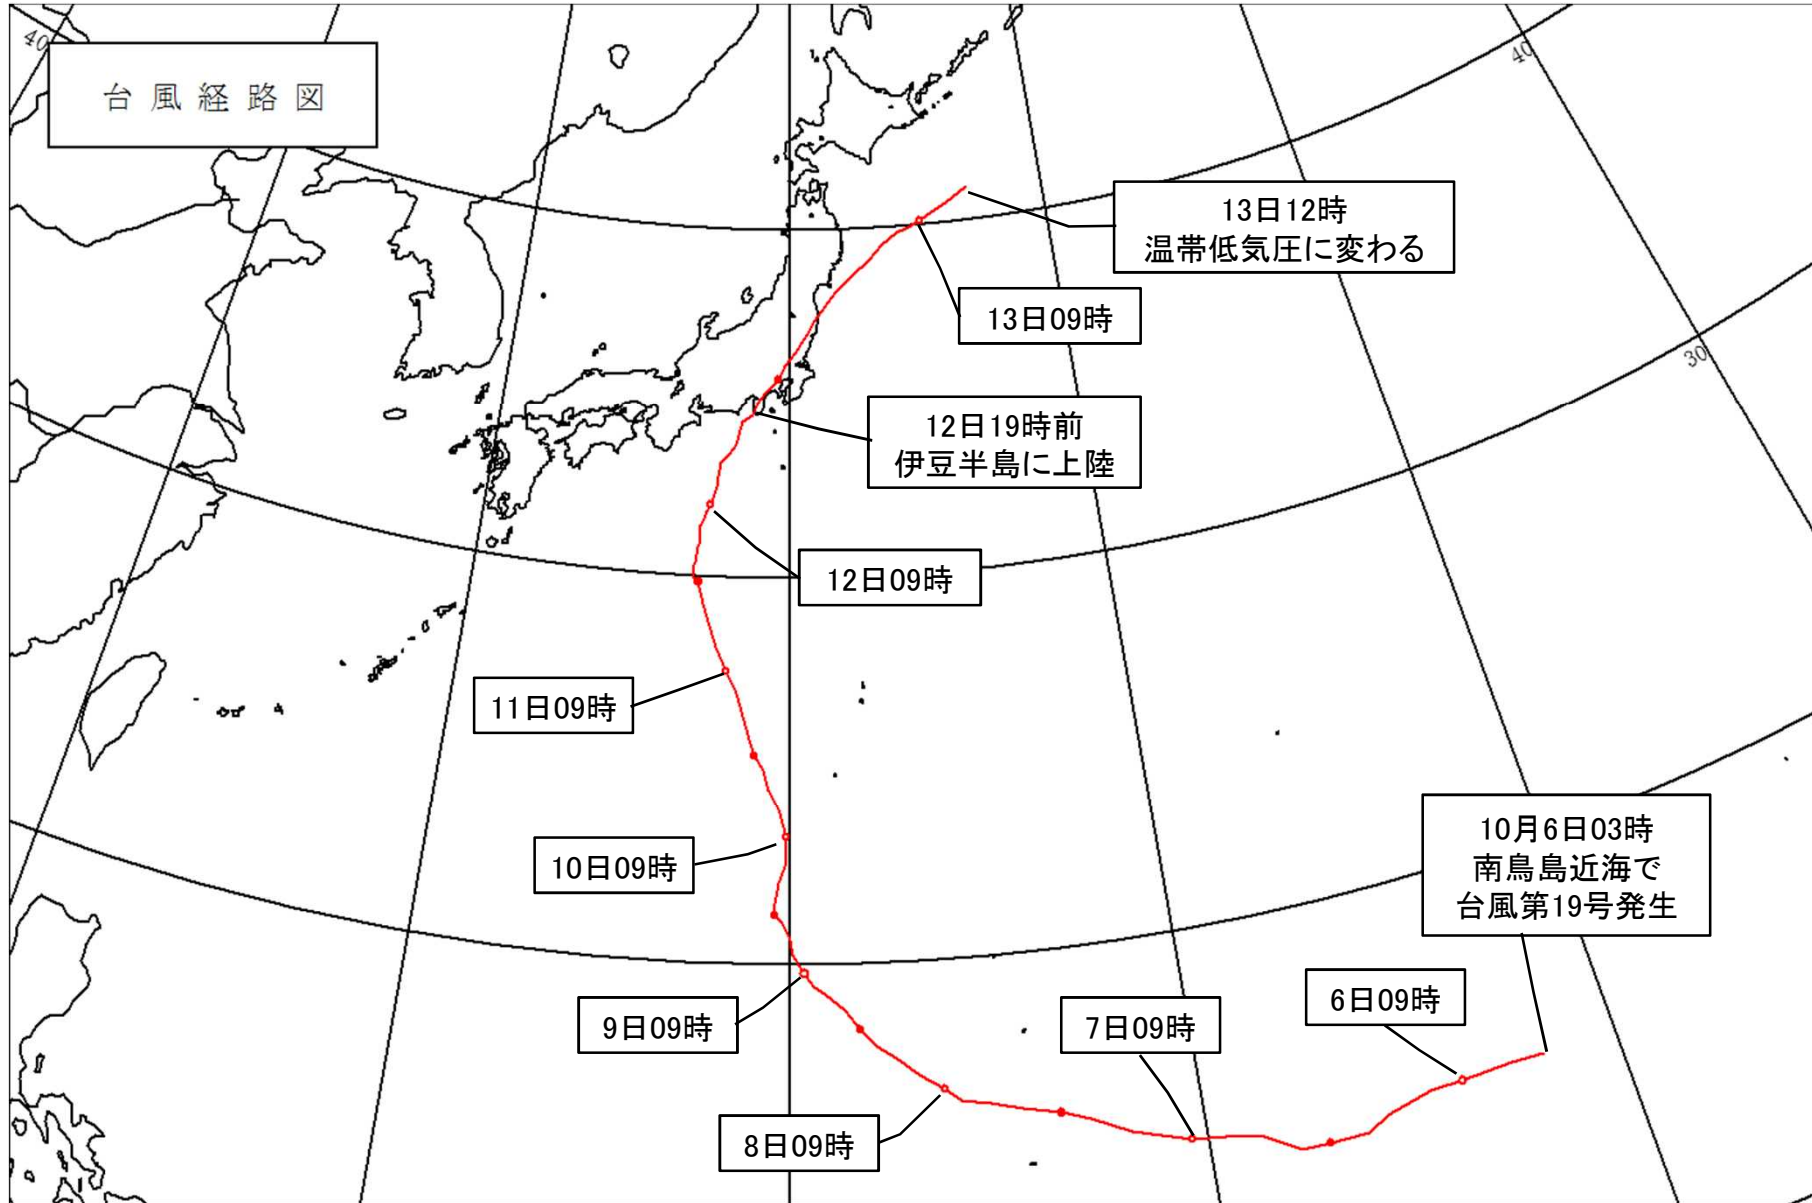 40
台風経路図
40
13日12時
温帯低気圧に変わる
13日09時
30
12日19時前
伊豆半島に上陸
12日09時
11日09時
10日09時
10月6日03時
南鳥島近海で
台風第19号発生
6日09時
9日09時
7日09時
8日09時